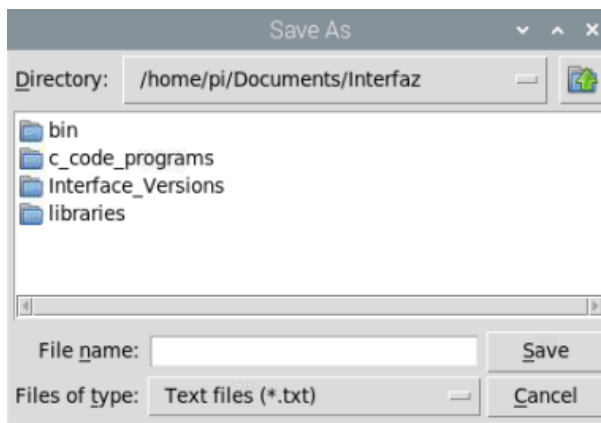 Save As
Directory: /home/pi/Documents/Interfaz
bin
c_code_programs
Interface_Versions
libraries
File name: Save
Files of type: Text files (*.txt) Cancel